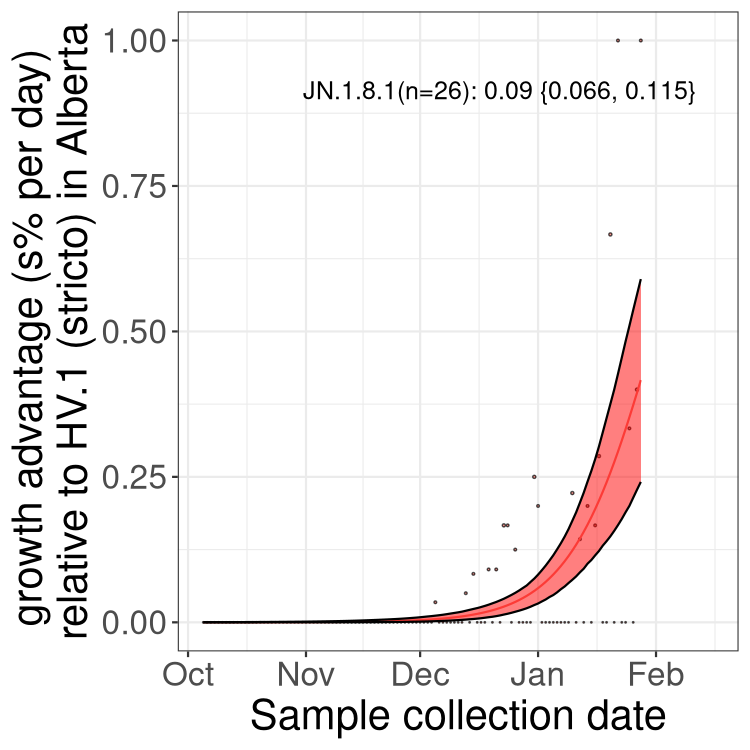 growth advantage (s% per day)
relative to HV.1 (stricto) in Alberta
1.00
0.75
0.50
0.25
0.00
JN.1.8.1(n=26): 0.09 {0.066, 0.115}
Oct Nov Dec Jan Feb
Sample collection date